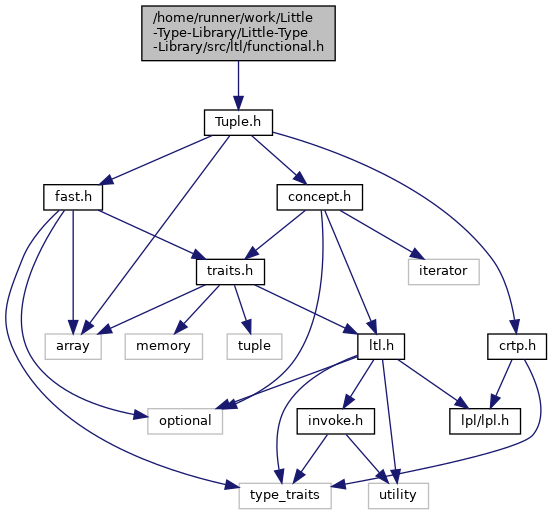 /home/runner/work/Little
-Type-Library/Little-Type
-Library/src/ltl/functional.h
Tuple.h
fast.h
concept.h
traits.h
iterator
array
memory
tuple
ltl.h
crtp.h
optional
invoke.h
lpl/lpl.h
type_traits
utility